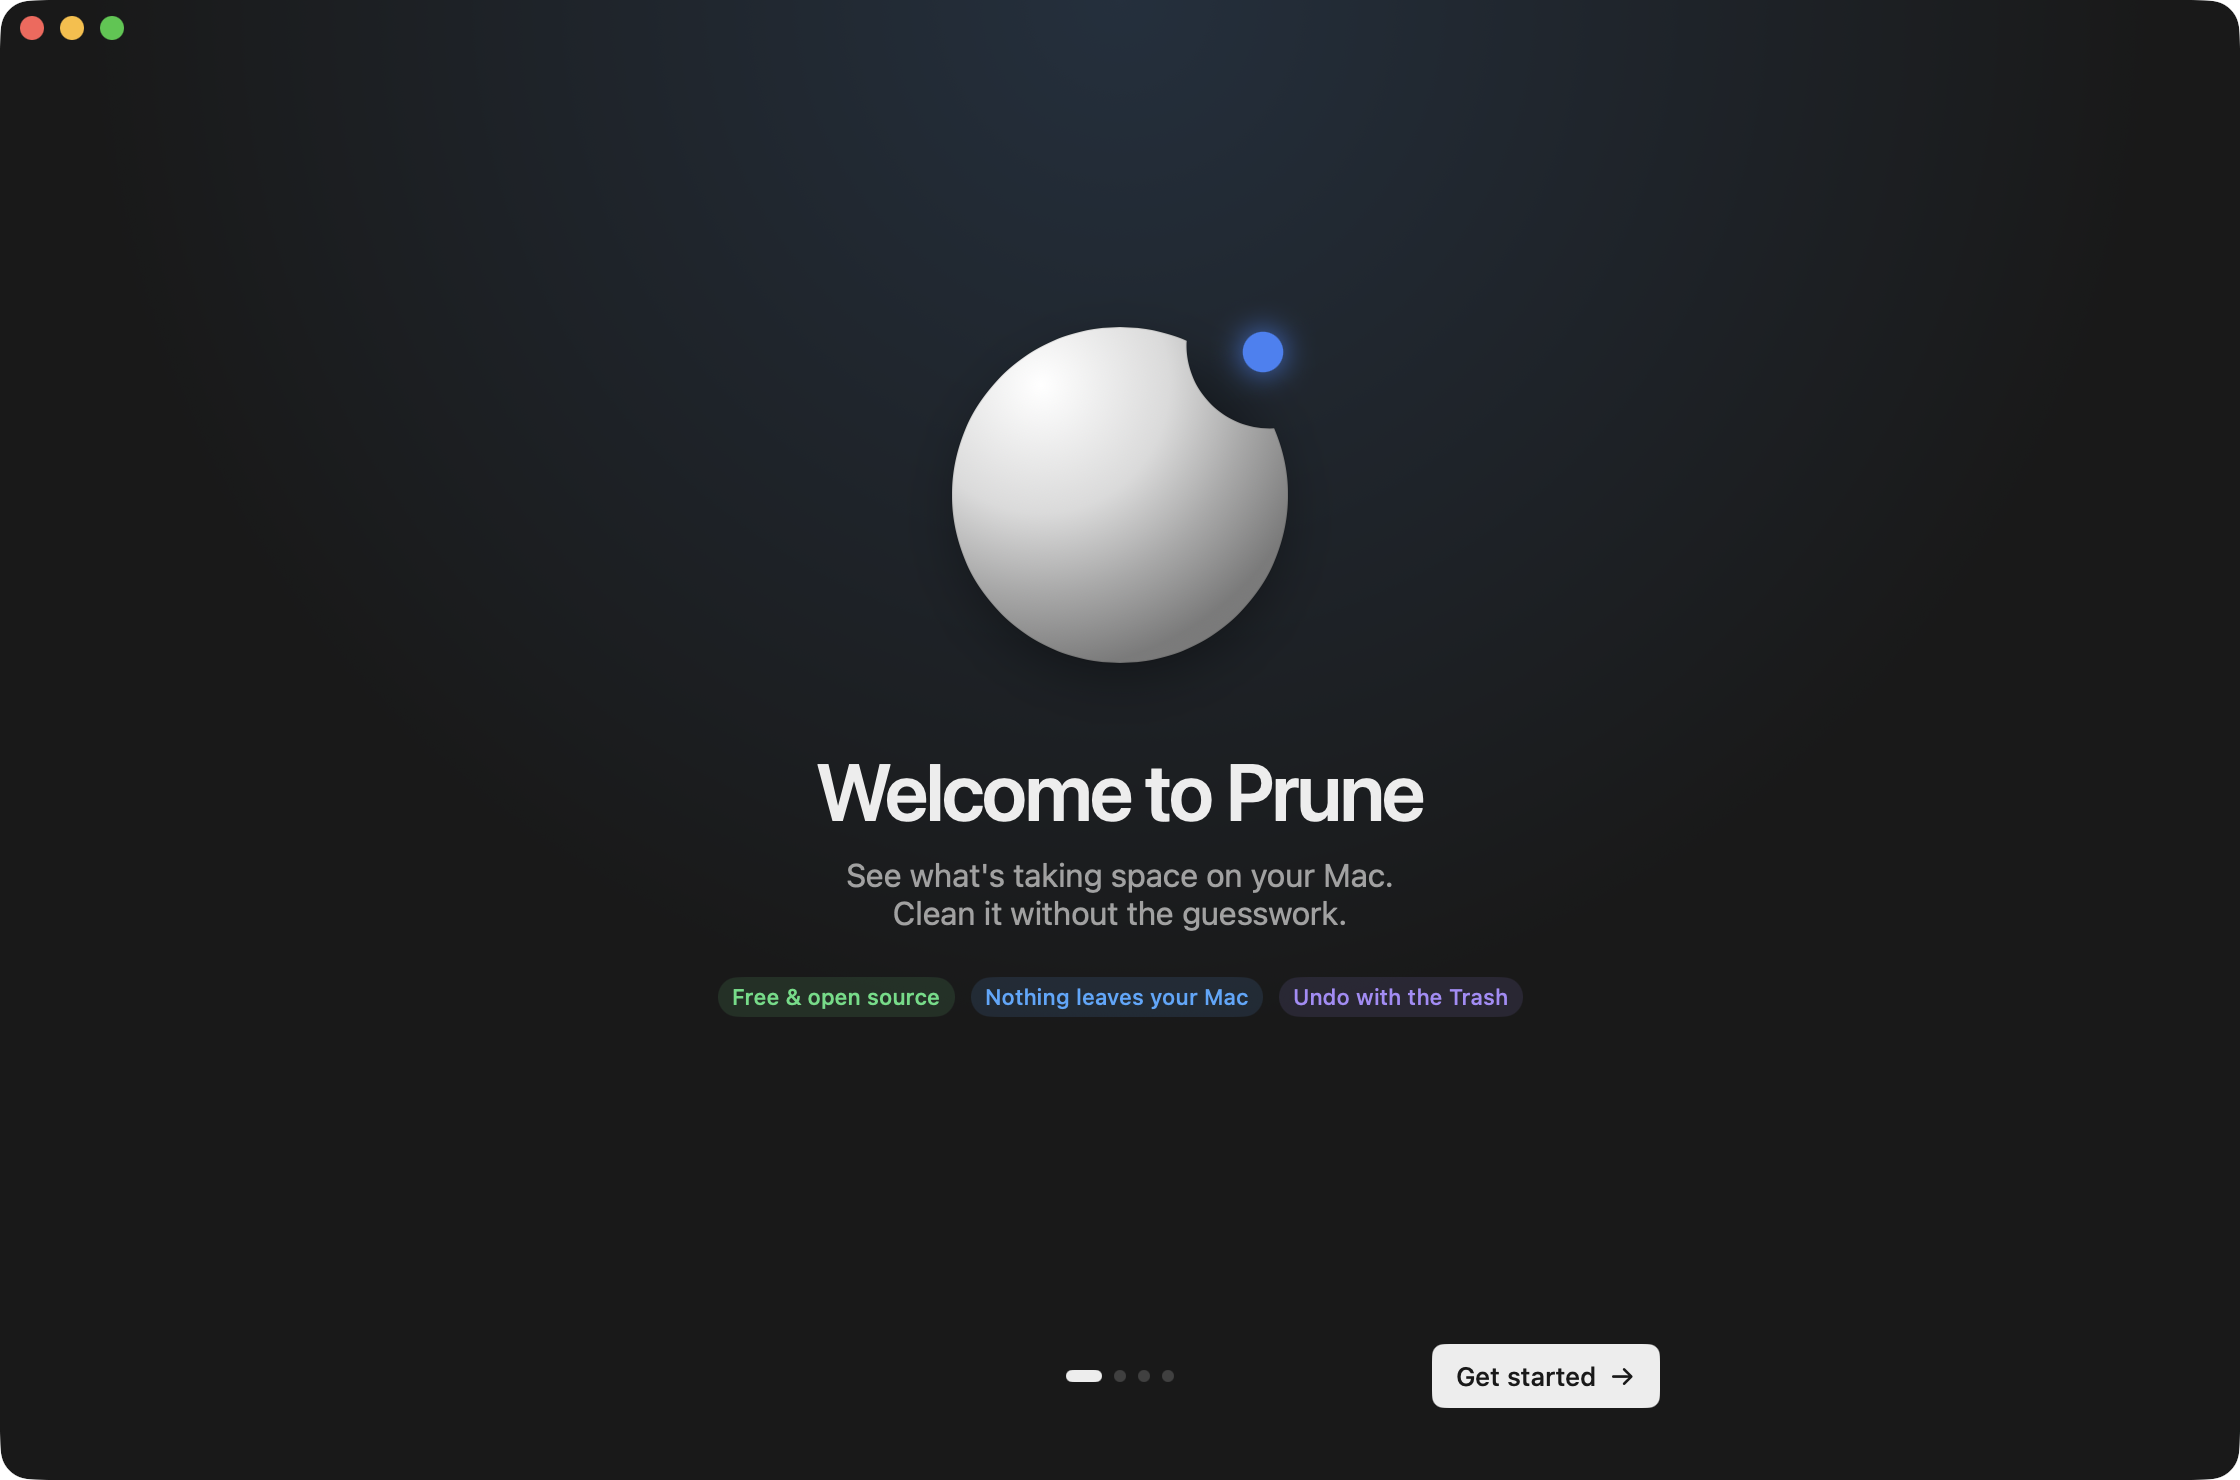 Welcome to Prune
See what's taking space on your Mac.
Clean it without the guesswork.
Free & open source
Nothing leaves your Mac
Undo with the Trash
Get started →